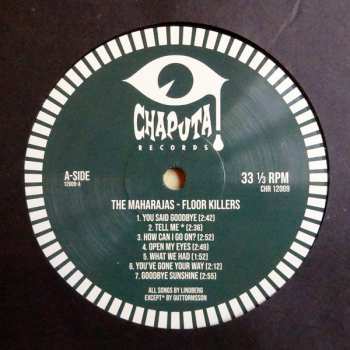 CHAPUTA!
RECORDS
A-SIDE
12009-A
33 ⅓ RPM
CHR 12009
THE MAHARAJAS - FLOOR KILLERS
1. YOU SAID GOODBYE (2:42)
2. TELL ME * (2:36)
3. HOW CAN I GO ON? (2:52)
4. OPEN MY EYES (2:49)
5. WHAT WE HAD (1:52)
6. YOU'VE GONE YOUR WAY (2:12)
7. GOODBYE SUNSHINE (2:55)
ALL SONGS BY LINDBERG
EXCEPT* BY GUTTORMSSON